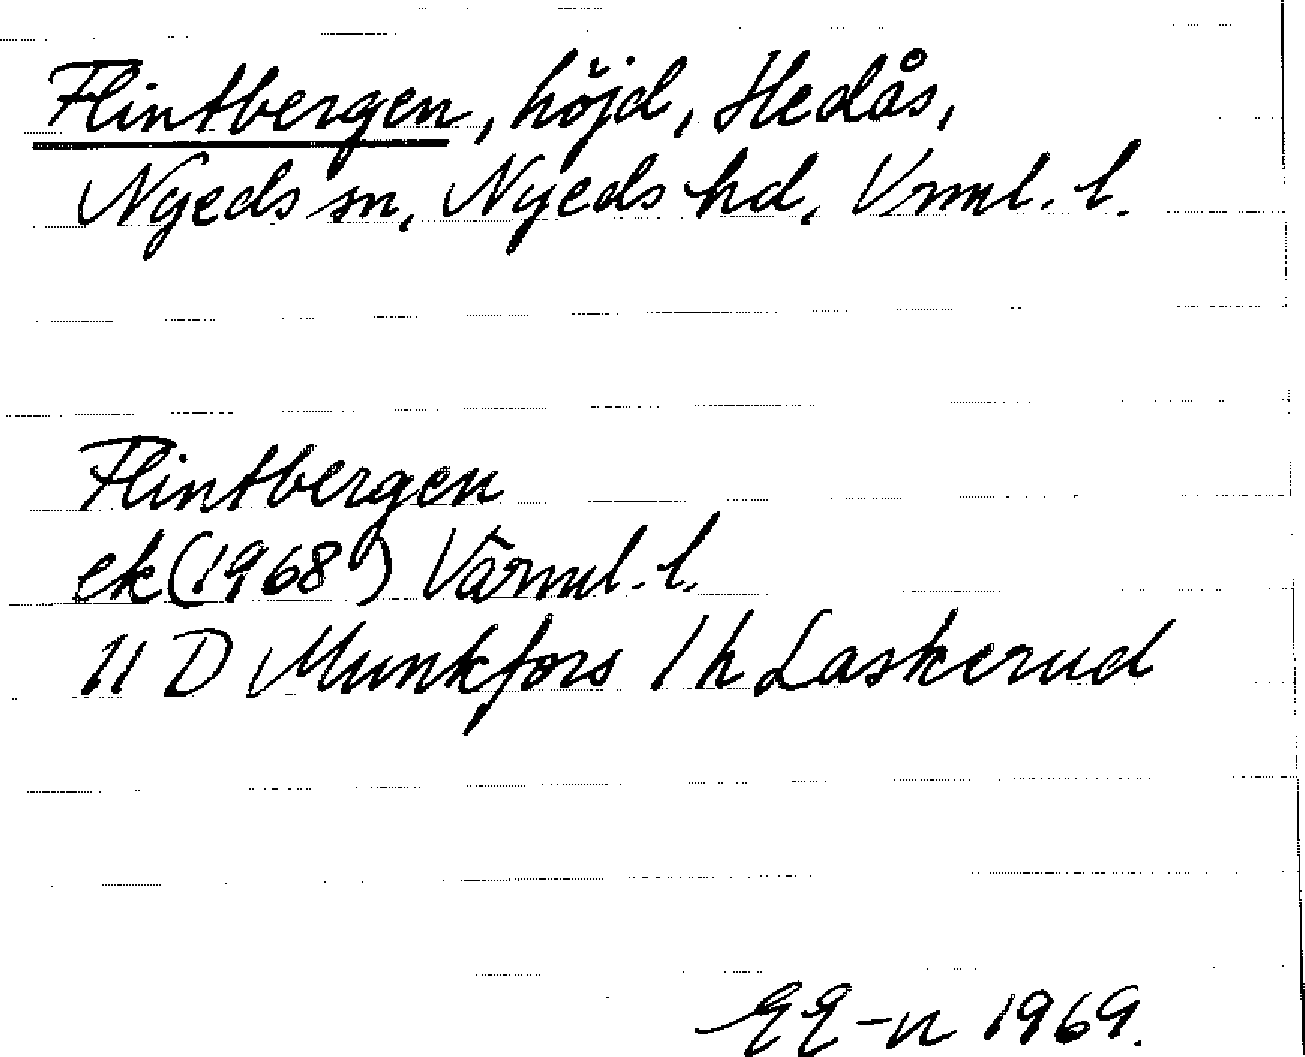 Flintbergen, höjd, Hedås,
Nyeds sn, Nyeds hd, Vrml. l.
Flintbergen
ek (1968) Värml. l.
11 D Munkfors 1 h Laskerud
1969.